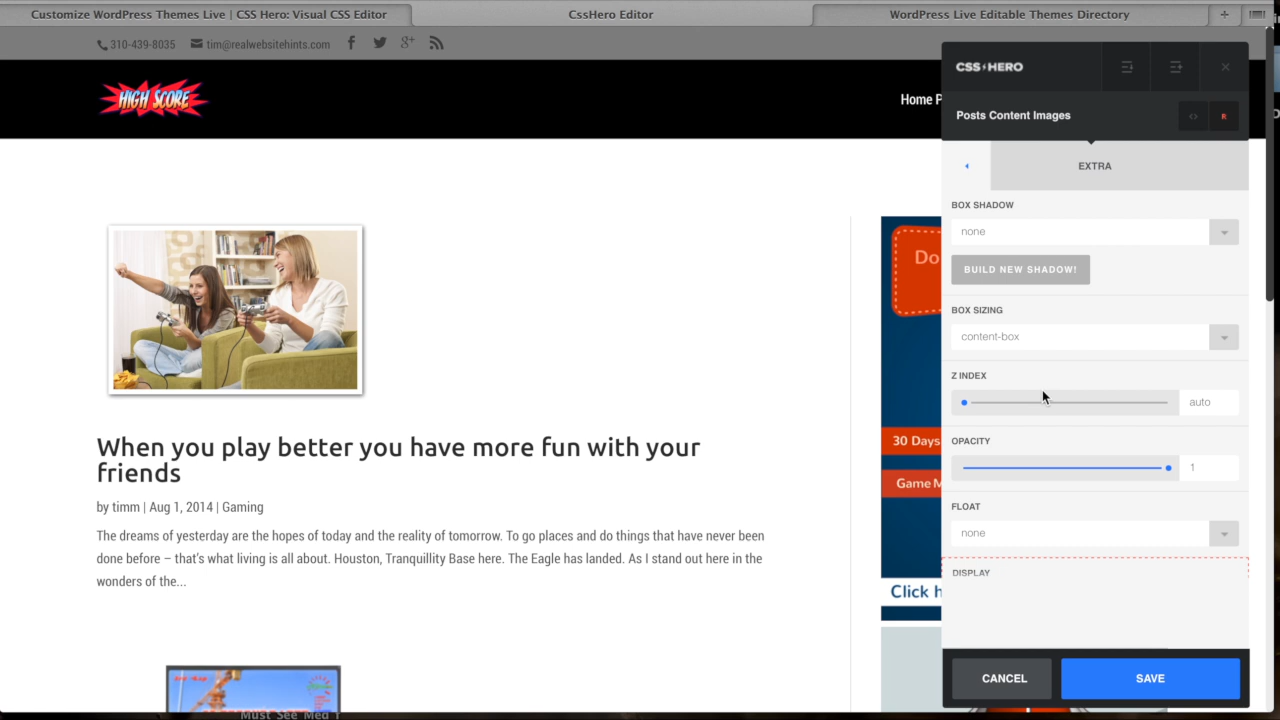 Customize WordPress Themes Live | CSS Hero: Visual CSS Editor
CssHero Editor
WordPress Live Editable Themes Directory
310-439-8035
tim@realwebsitehints.com
HIGH SCORE
Home P
CSS HERO
Posts Content Images
R
EXTRA
BOX SHADOW
none
BUILD NEW SHADOW!
BOX SIZING
content-box
Z INDEX
auto
OPACITY
1
FLOAT
none
DISPLAY
CANCEL
SAVE
When you play better you have more fun with your
friends
by timm | Aug 1, 2014 | Gaming
The dreams of yesterday are the hopes of today and the reality of tomorrow. To go places and do things that have never been
done before – that's what living is all about. Houston, Tranquillity Base here. The Eagle has landed. As I stand out here in the
wonders of the...
Do
30 Days
Game M
Click h